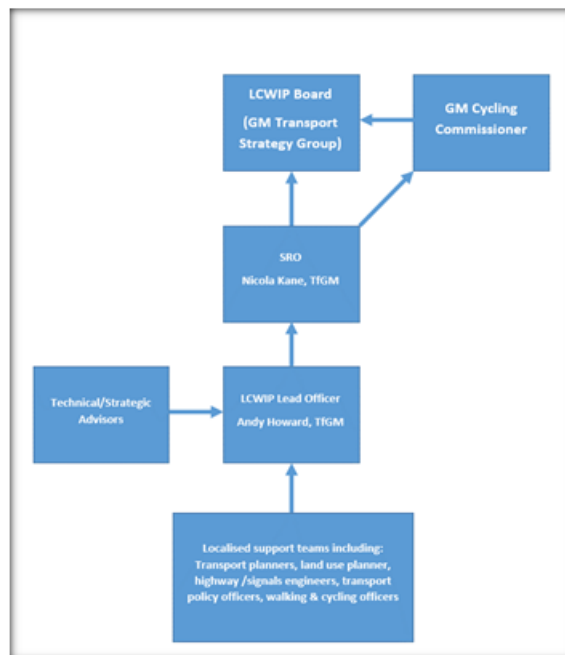 LCWIP Board
(GM Transport
Strategy Group)
GM Cycling
Commissioner
SRO
Nicola Kane, TfGM
Technical/Strategic
Advisors
LCWIP Lead Officer
Andy Howard, TfGM
Localised support teams including:
Transport planners, land use planner,
highway /signals engineers, transport
policy officers, walking & cycling officers